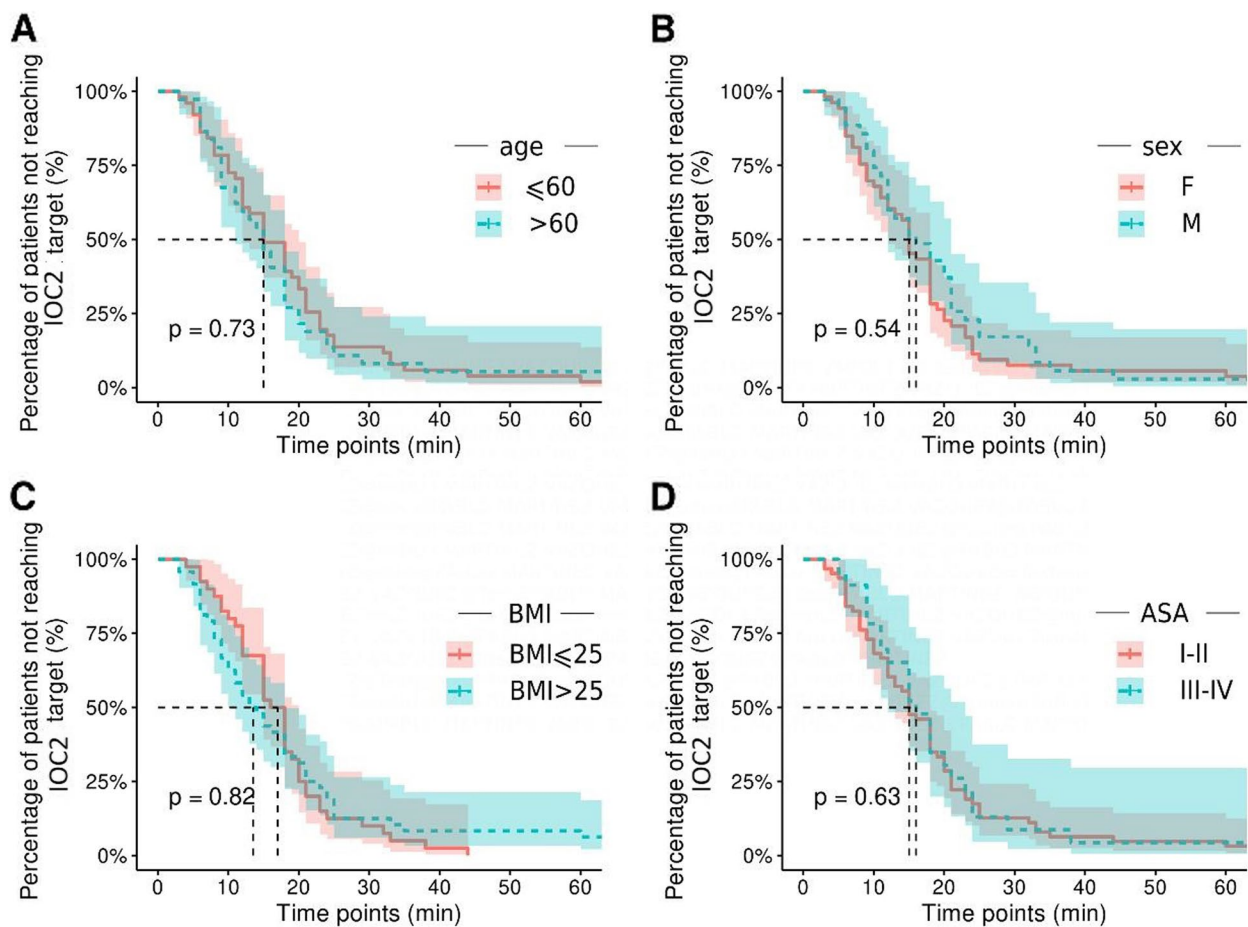 A
Percentage of patients not reaching
IOC2 target (%)
100%
75%
50%
25%
0%
age
⩽60
>60
p = 0.73
0 10 20 30 40 50 60
Time points (min)
B
Percentage of patients not reaching
IOC2 target (%)
100%
75%
50%
25%
0%
sex
F
M
p = 0.54
0 10 20 30 40 50 60
Time points (min)
C
Percentage of patients not reaching
IOC2 target (%)
100%
75%
50%
25%
0%
BMI
BMI⩽25
BMI>25
p = 0.82
0 10 20 30 40 50 60
Time points (min)
D
Percentage of patients not reaching
IOC2 target (%)
100%
75%
50%
25%
0%
ASA
I-II
III-IV
p = 0.63
0 10 20 30 40 50 60
Time points (min)